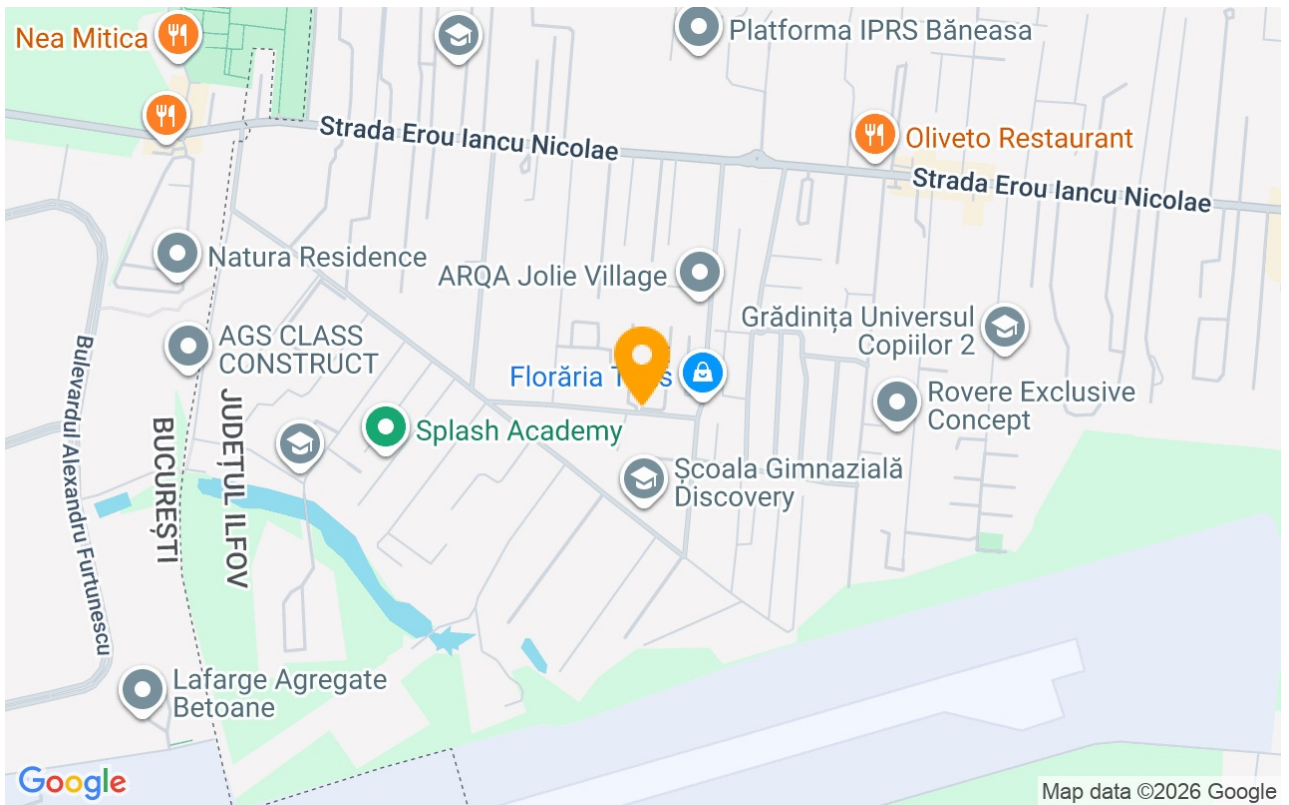 Nea Mitica
Platforma IPRS Băneasa
Strada Erou Iancu Nicolae
Oliveto Restaurant
Strada Erou Iancu Nicolae
Natura Residence
ARQA Jolie Village
Grădinița Universul
Copiilor 2
AGS CLASS
CONSTRUCT
Florăria
Rovere Exclusive
Concept
Splash Academy
Școala Gimnazială
Discovery
Bulevardul Alexandru Furtunescu
BUCUREȘTI
JUDEȚUL ILFOV
Lafarge Agregate
Betoane
Google
Map data ©2026 Google